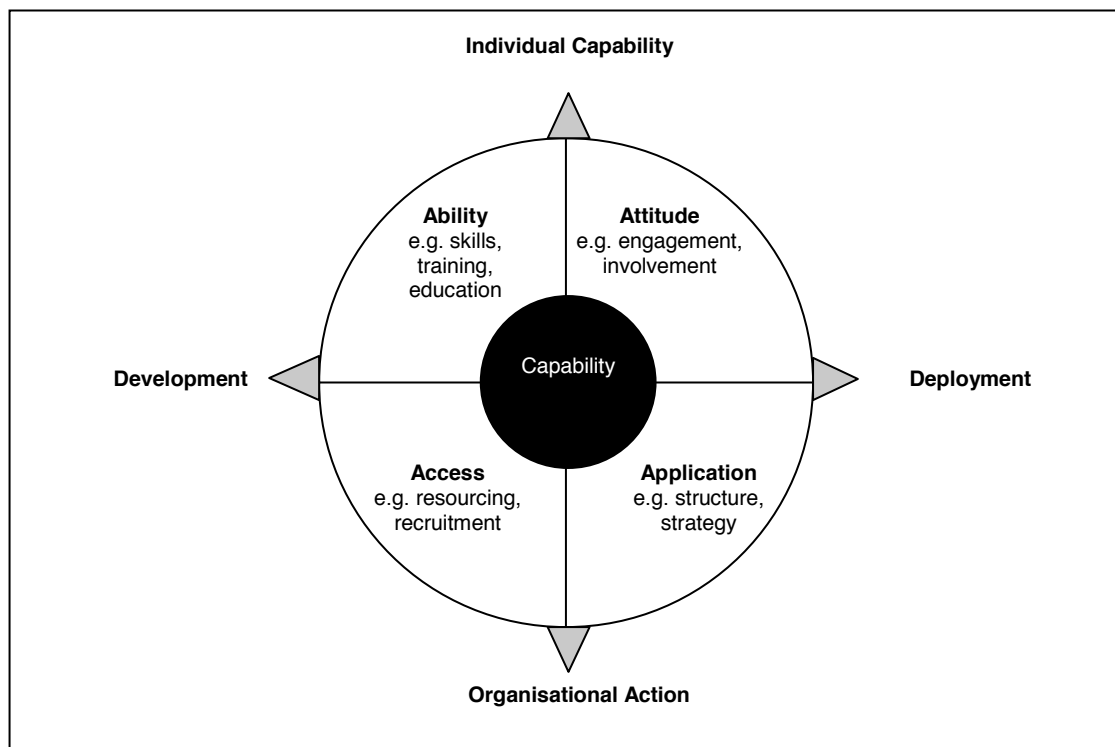 Individual Capability
Ability
e.g. skills,
training,
education
Attitude
e.g. engagement,
involvement
Capability
Development
Deployment
Access
e.g. resourcing,
recruitment
Application
e.g. structure,
strategy
Organisational Action